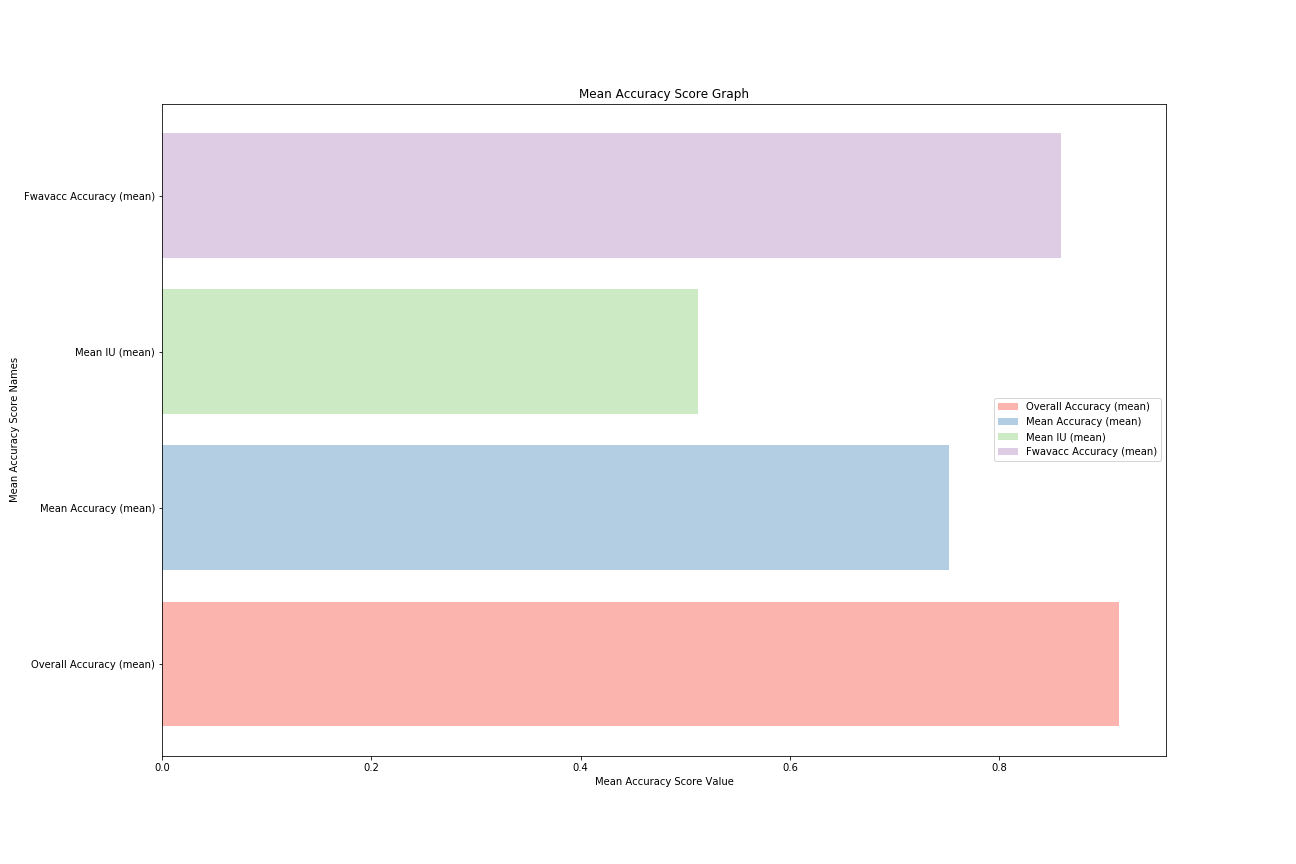 Mean Accuracy Score Graph
Mean Accuracy Score Names
Fwavacc Accuracy (mean)
Mean IU (mean)
Mean Accuracy (mean)
Overall Accuracy (mean)
Overall Accuracy (mean)
Mean Accuracy (mean)
Mean IU (mean)
Fwavacc Accuracy (mean)
0.0 0.2 0.4 0.6 0.8
Mean Accuracy Score Value